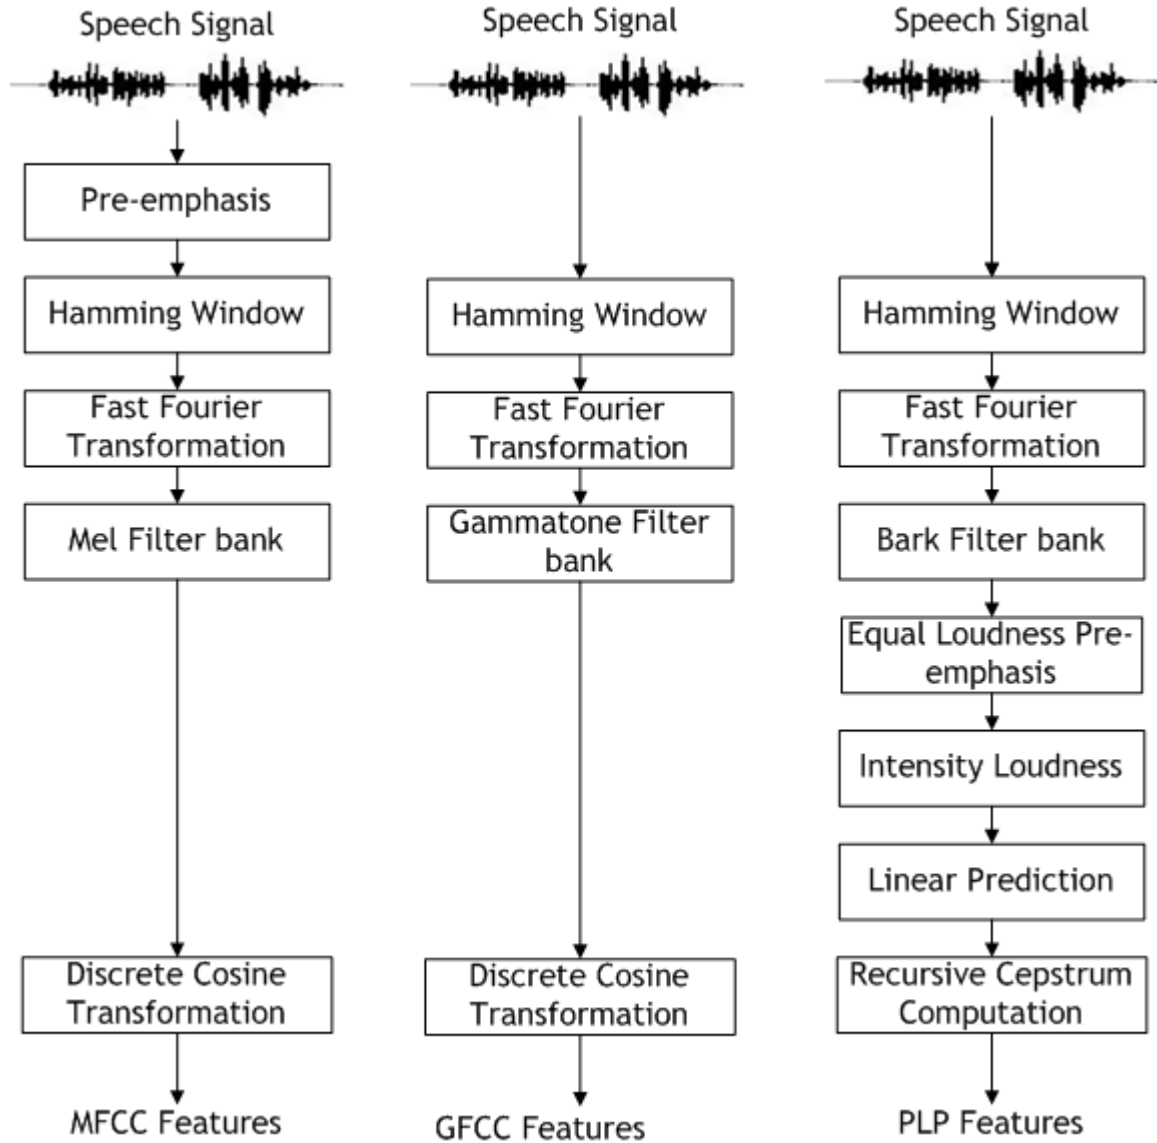 Speech Signal
Pre-emphasis
Hamming Window
Fast Fourier
Transformation
Mel Filter bank
Discrete Cosine
Transformation
MFCC Features
Speech Signal
Hamming Window
Fast Fourier
Transformation
Gammatone Filter
bank
Discrete Cosine
Transformation
GFCC Features
Speech Signal
Hamming Window
Fast Fourier
Transformation
Bark Filter bank
Equal Loudness Pre-
emphasis
Intensity Loudness
Linear Prediction
Recursive Cepstrum
Computation
PLP Features